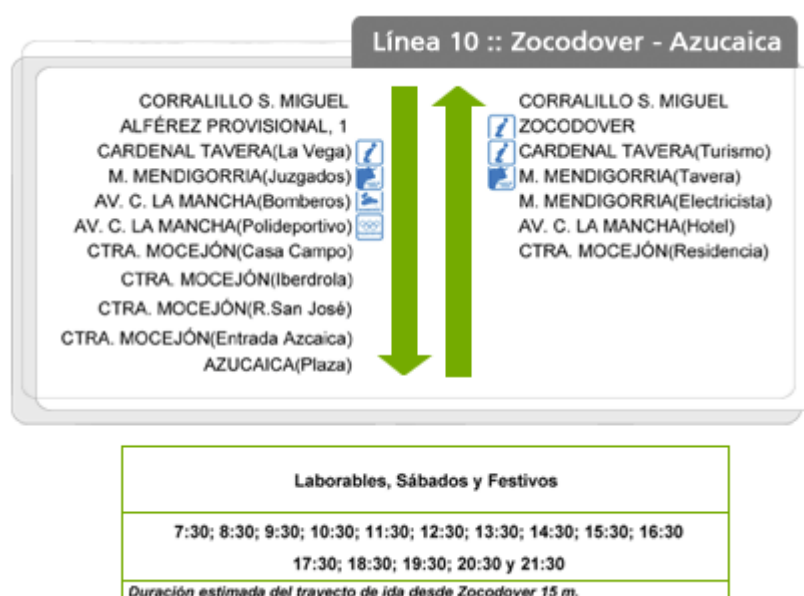 Línea 10 :: Zocodover - Azucaica
CORRALILLO S. MIGUEL
ALFÉREZ PROVISIONAL, 1
CARDENAL TAVERA(La Vega)
M. MENDIGORRIA(Juzgados)
AV. C. LA MANCHA(Bomberos)
AV. C. LA MANCHA(Polideportivo)
CTRA. MOCEJÓN(Casa Campo)
CTRA. MOCEJÓN(Iberdrola)
CTRA. MOCEJÓN(R.San José)
CTRA. MOCEJÓN(Entrada Azcaica)
AZUCAICA(Plaza)
CORRALILLO S. MIGUEL
ZOCODOVER
CARDENAL TAVERA(Turismo)
M. MENDIGORRIA(Tavera)
M. MENDIGORRIA(Electricista)
AV. C. LA MANCHA(Hotel)
CTRA. MOCEJÓN(Residencia)
Laborables, Sábados y Festivos
7:30; 8:30; 9:30; 10:30; 11:30; 12:30; 13:30; 14:30; 15:30; 16:30
17:30; 18:30; 19:30; 20:30 y 21:30
Duración estimada del trayecto de ida desde Zocodover 15 m.